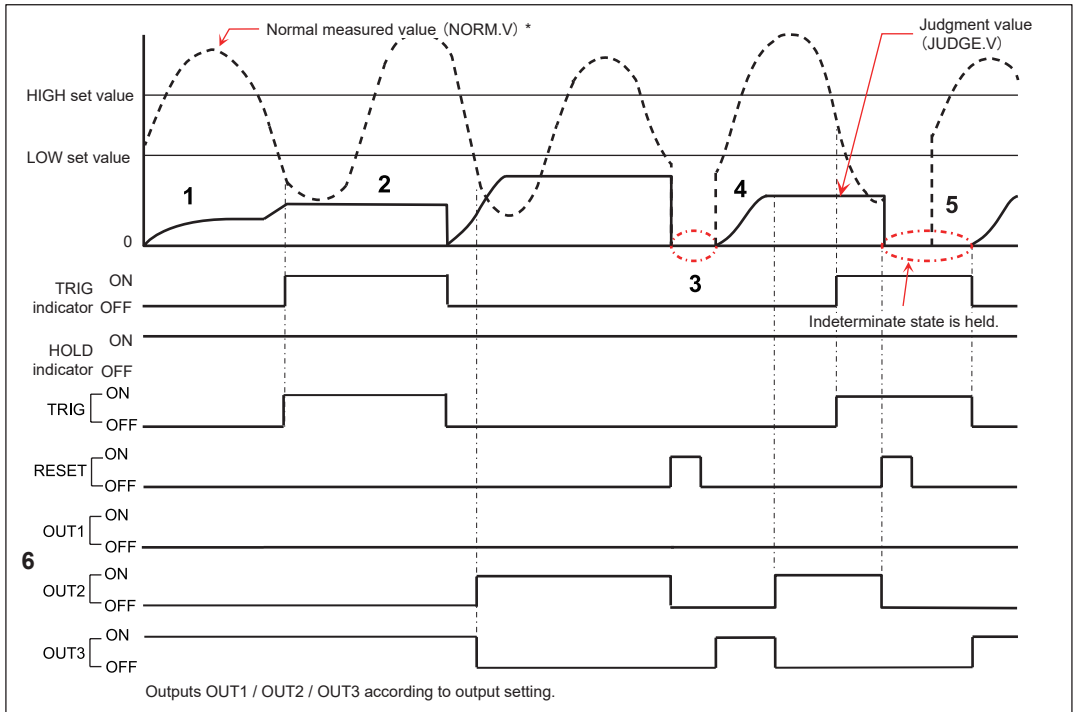 Normal measured value (NORM.V) *
Judgment value
(JUDGE.V)
HIGH set value
LOW set value
1
2
4
5
0
3
TRIG
indicator
ON
OFF
Indeterminate state is held.
HOLD
indicator
ON
OFF
TRIG
ON
OFF
RESET
ON
OFF
OUT1
ON
OFF
6
OUT2
ON
OFF
OUT3
ON
OFF
Outputs OUT1 / OUT2 / OUT3 according to output setting.